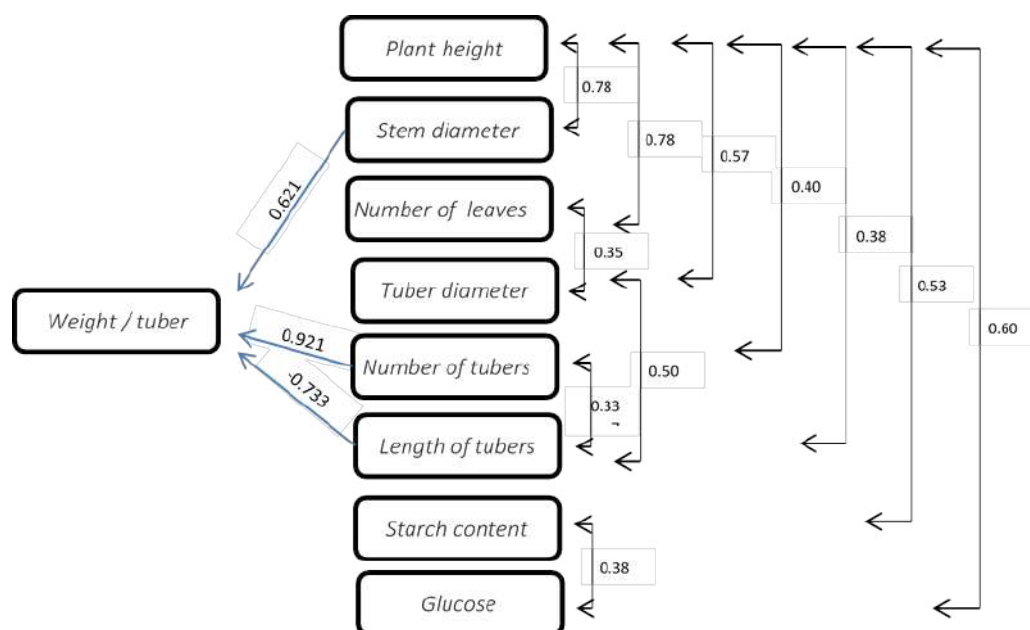 Plant height
0.78
Stem diameter
0.78
0.57
0.40
0.621
Number of leaves
0.38
0.35
0.53
Tuber diameter
Weight / tuber
0.60
0.921
Number of tubers
0.50
-0.733
0.33
Length of tubers
Starch content
0.38
Glucose